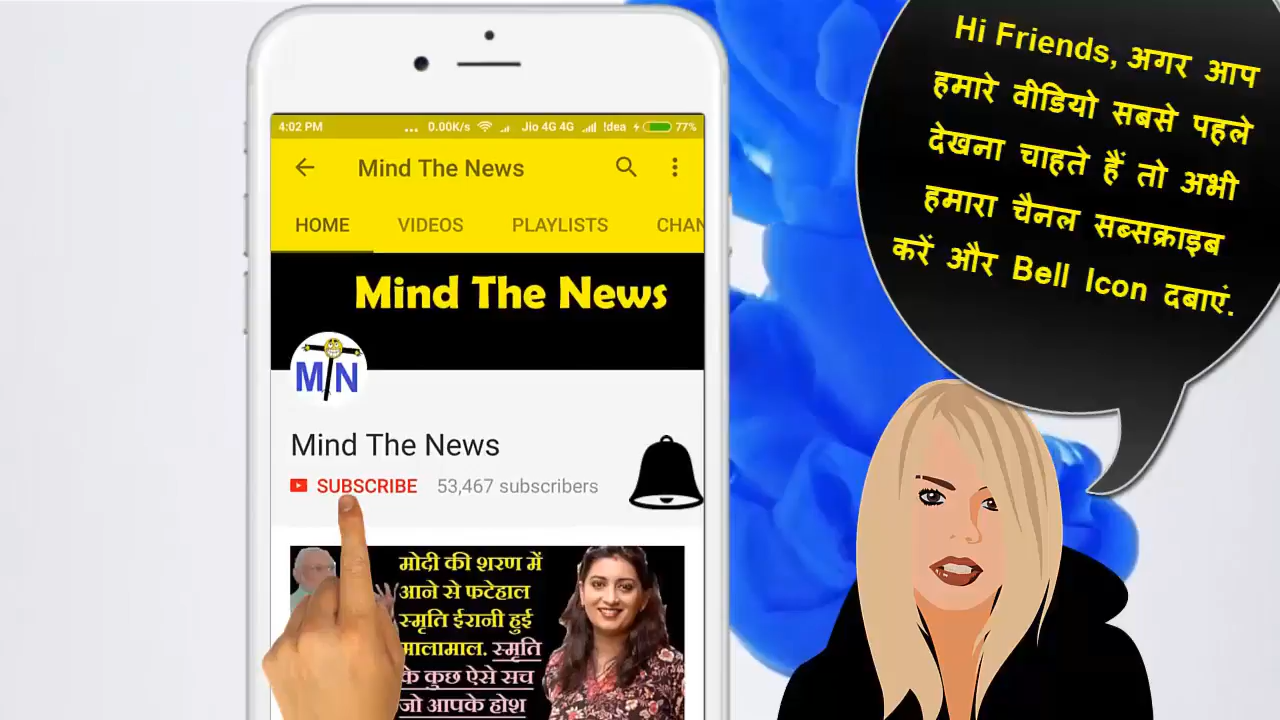 Hi Friends, अगर आप
हमारे वीडियो सबसे पहले
देखना चाहते हैं तो अभी
हमारा चैनल सब्सक्राइब
करें और Bell Icon दबाएं.
4:02 PM ... 0.00K/s Jio 4G 4G !dea 77%
Mind The News
HOME VIDEOS PLAYLISTS CHAN
Mind The News
MTN
Mind The News
SUBSCRIBE 53,467 subscribers
मोदी की शरण में
आने से फटेहाल
स्मृति ईरानी हुई
मालामाल. स्मृति
के कुछ ऐसे सच
जो आपके होश